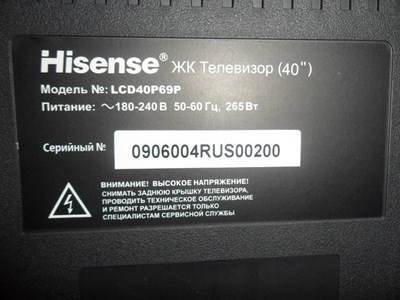 Hisense® ЖК Телевизор (40")
Модель №: LCD40P69P
Питание: ~180-240 В 50-60 Гц, 265 Вт
Серийный № 0906004RUS00200
ВНИМАНИЕ! ВЫСОКОЕ НАПРЯЖЕНИЕ!
СНИМАТЬ ЗАДНЮЮ КРЫШКУ ТЕЛЕВИЗОРА,
ПРОВОДИТЬ ТЕХНИЧЕСКОЕ ОБСЛУЖИВАНИЕ
И РЕМОНТ РАЗРЕШАЕТСЯ ТОЛЬКО
СПЕЦИАЛИСТАМ СЕРВИСНОЙ СЛУЖБЫ